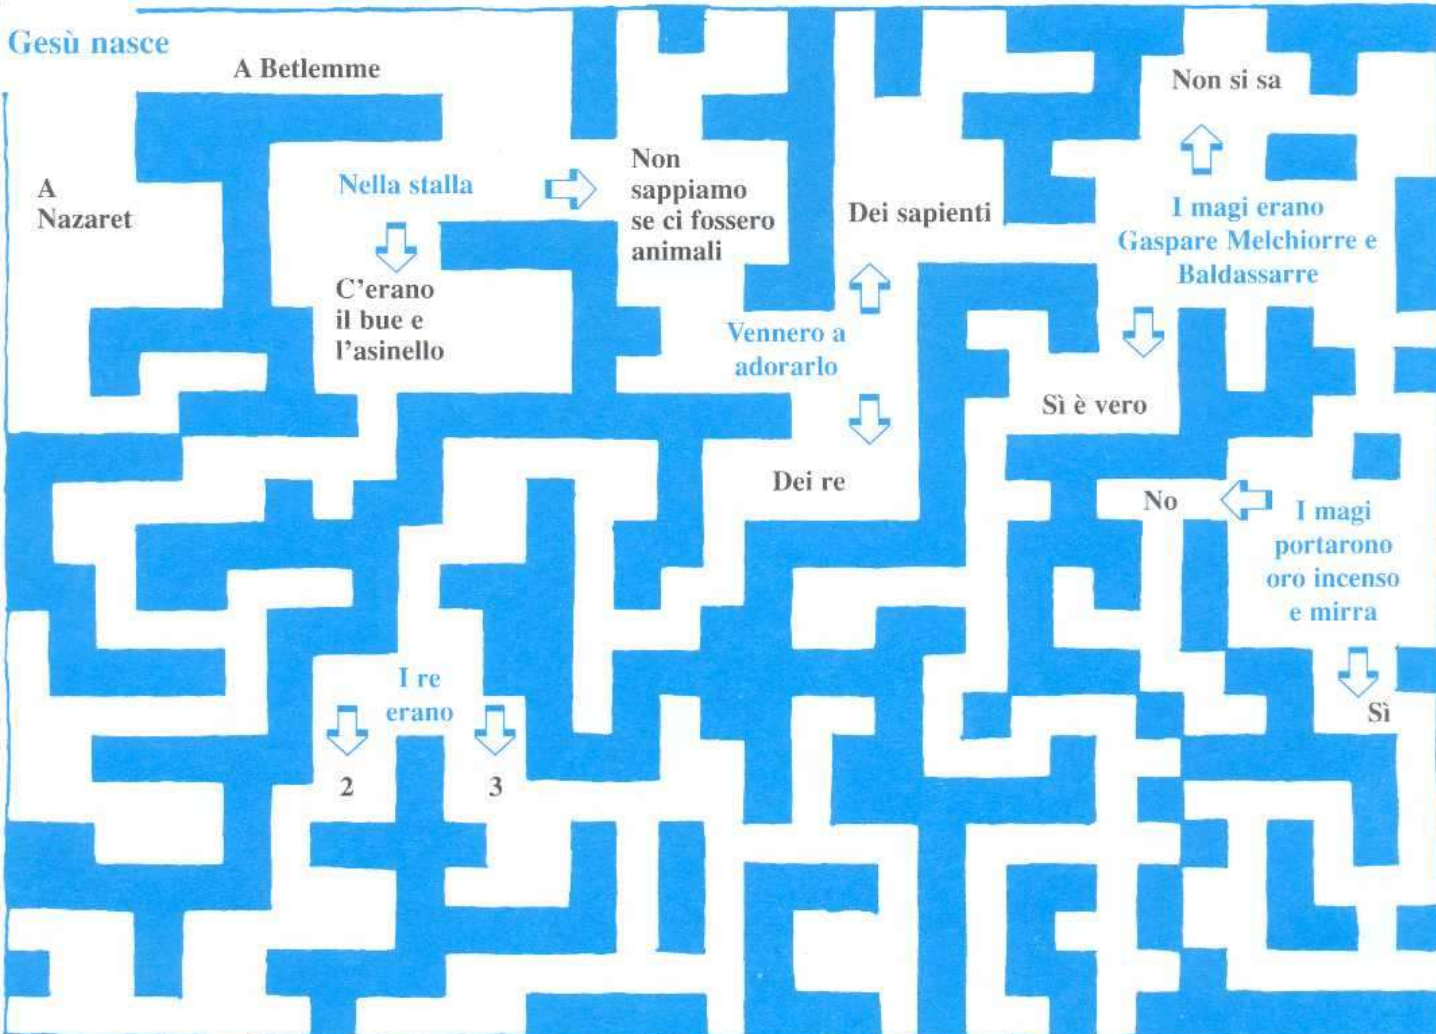 Gesù nasce
A Betlemme
Non si sa
A
Nazaret
Nella stalla
Non
sappiamo
se ci fossero
animali
Dei sapienti
I magi erano
Gaspare Melchiorre e
Baldassarre
C'erano
il bue e
l'asinello
Vennero a
adorarlo
Sì è vero
Dei re
No
I magi
portarono
oro incenso
e mirra
I re
erano
Sì
2
3